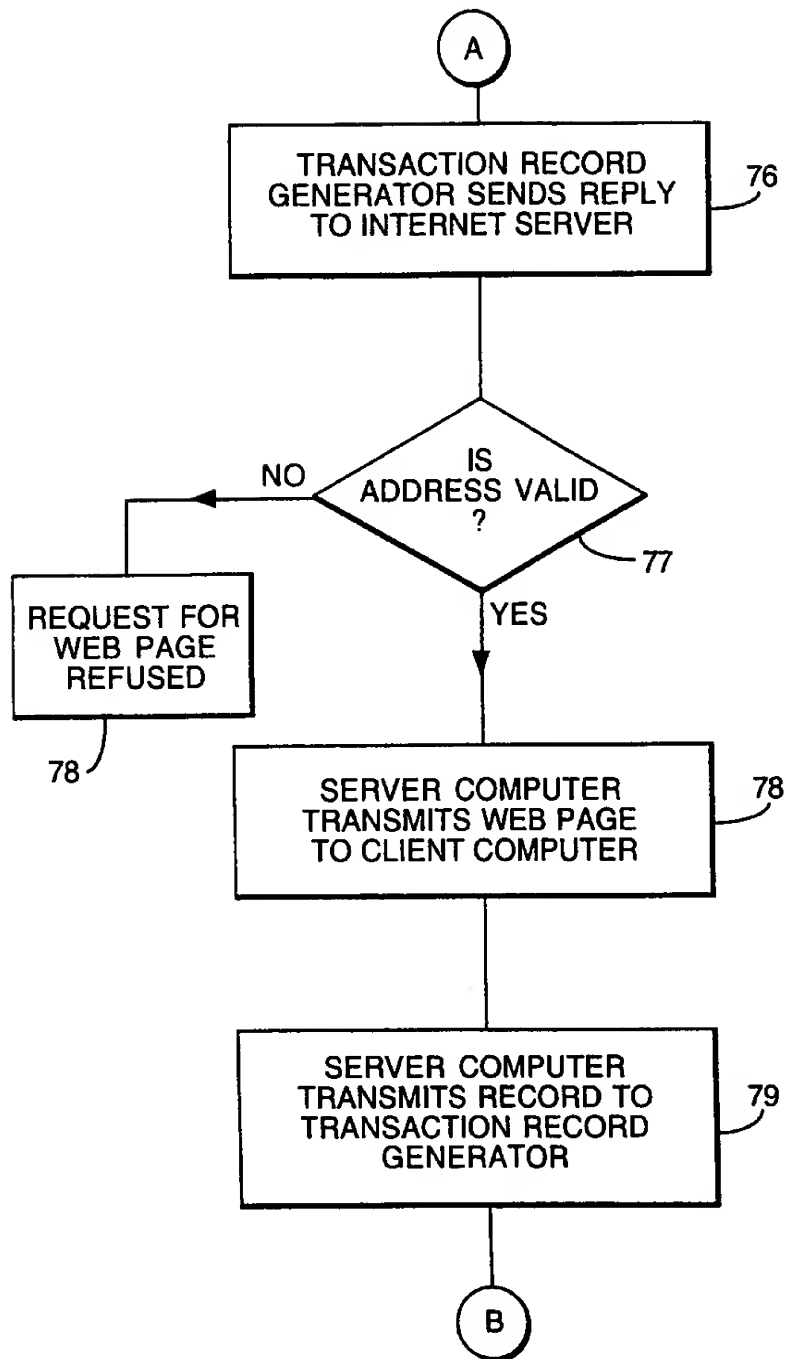 A
TRANSACTION RECORD
GENERATOR SENDS REPLY
TO INTERNET SERVER
76
IS
ADDRESS VALID
?
NO
77
YES
REQUEST FOR
WEB PAGE
REFUSED
78
SERVER COMPUTER
TRANSMITS WEB PAGE
TO CLIENT COMPUTER
78
SERVER COMPUTER
TRANSMITS RECORD TO
TRANSACTION RECORD
GENERATOR
79
B